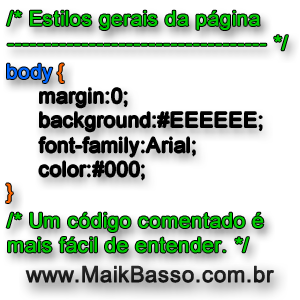 /* Estilos gerais da página
----------------------------------- */
body {
margin:0;
background:#EEEEEE;
font-family:Arial;
color:#000;
}
/* Um código comentado é
mais fácil de entender. */
www.MaikBasso.com.br